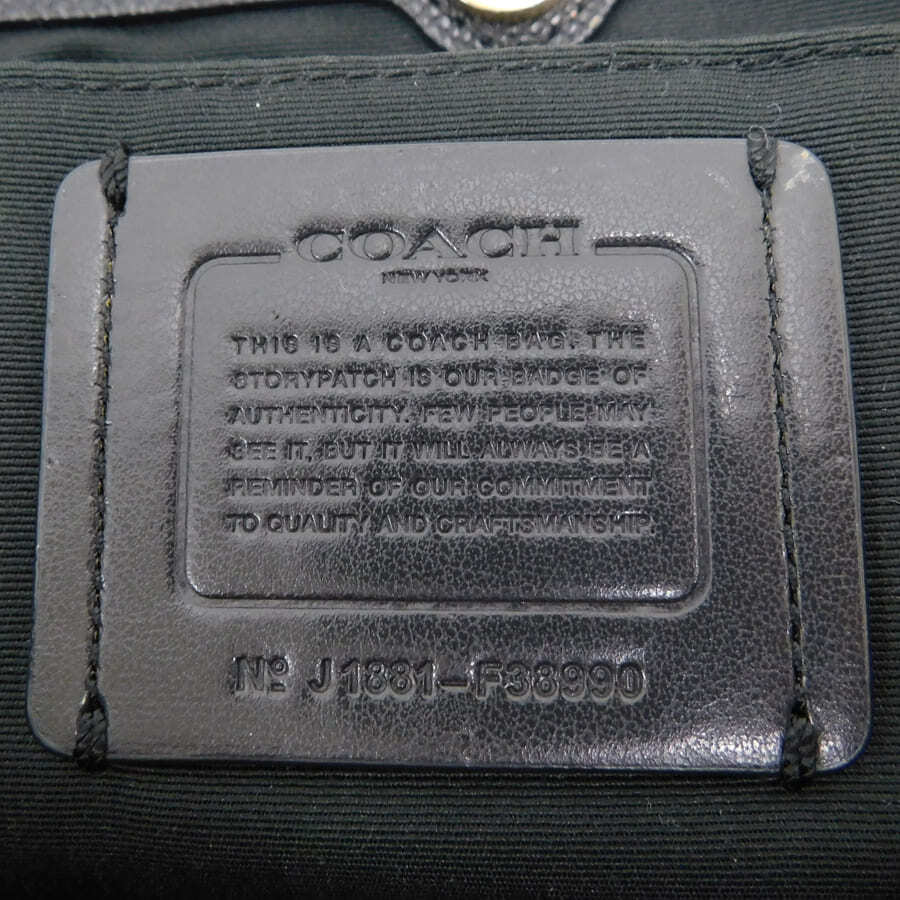 COACH
NEW YORK
THIS IS A COACH BAG. THE
STORYPATCH IS OUR BADGE OF
AUTHENTICITY. FEW PEOPLE MAY
SEE IT, BUT IT WILL ALWAYS BE A
REMINDER OF OUR COMMITMENT
TO QUALITY AND CRAFTSMANSHIP.
Nº J1881-F38990